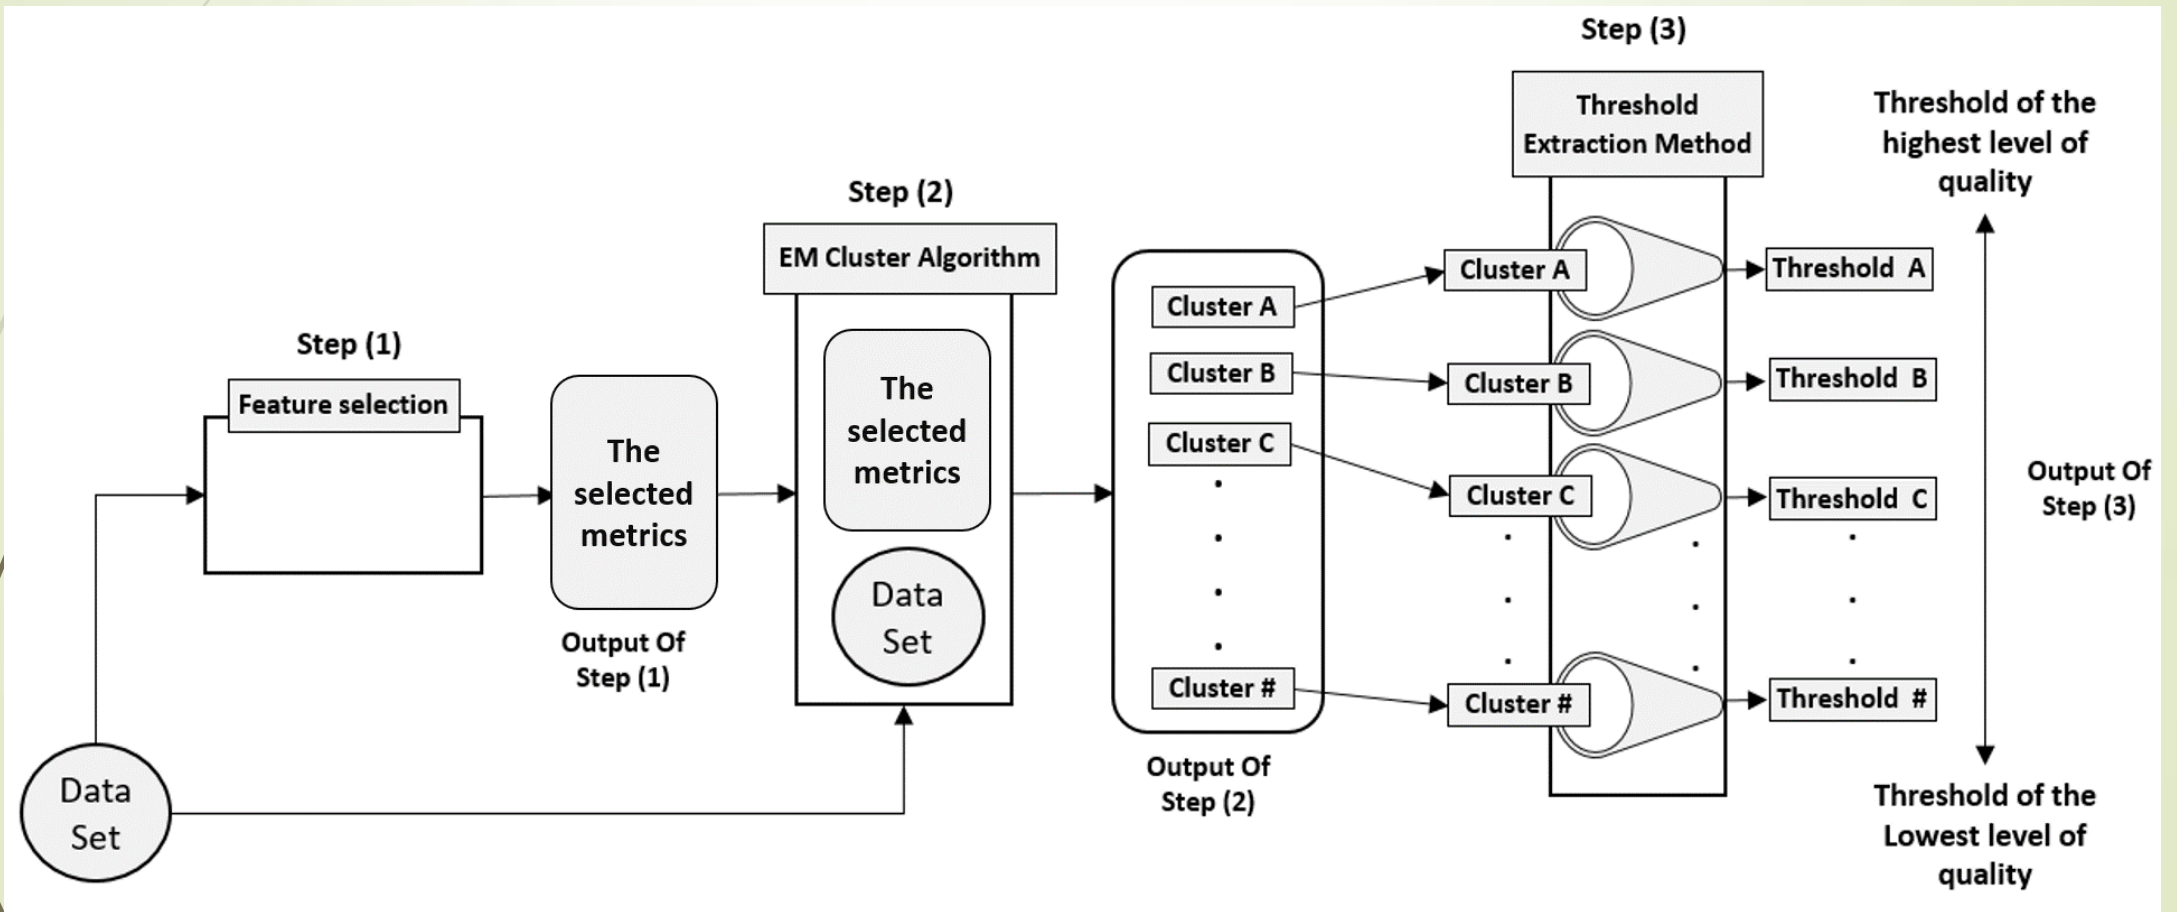 Step (1)
Feature selection
Data
Set
The
selected
metrics
Output Of
Step (1)
Step (2)
EM Cluster Algorithm
The
selected
metrics
Data
Set
Cluster A
Cluster B
Cluster C
Cluster #
Output Of
Step (2)
Step (3)
Threshold
Extraction Method
Cluster A
Cluster B
Cluster C
Cluster #
Threshold A
Threshold B
Threshold C
Threshold #
Threshold of the
highest level of
quality
Output Of
Step (3)
Threshold of the
Lowest level of
quality